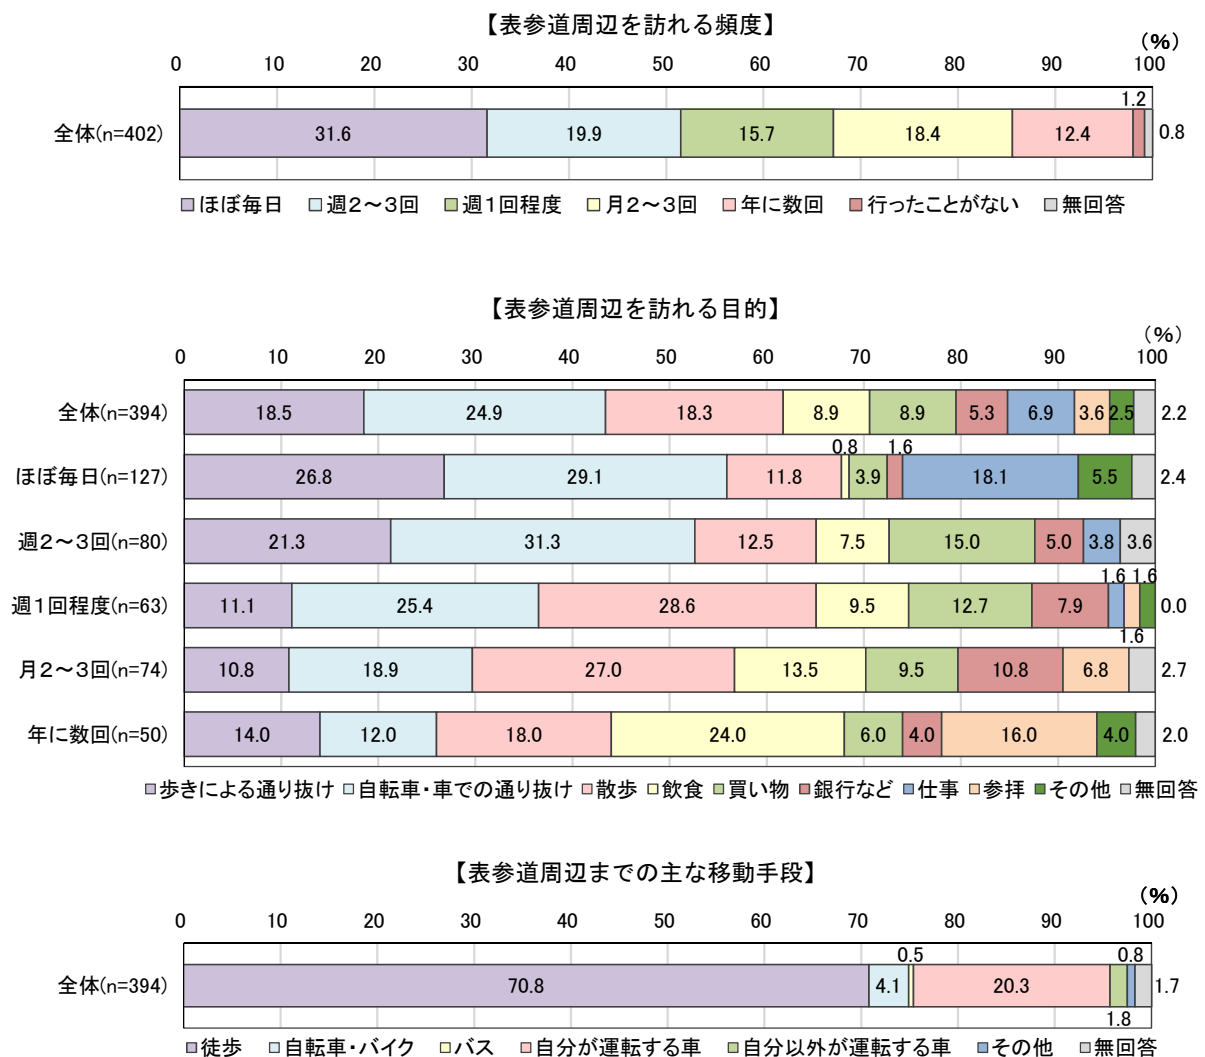 【表参道周辺を訪れる頻度】
（%）
0 10 20 30 40 50 60 70 80 90 100
1.2
全体(n=402) 31.6 19.9 15.7 18.4 12.4 0.8
ほぼ毎日 週２～３回 週１回程度 月２～３回 年に数回 行ったことがない 無回答
【表参道周辺を訪れる目的】
（%）
0 10 20 30 40 50 60 70 80 90 100
全体(n=394) 18.5 24.9 18.3 8.9 8.9 5.3 6.9 3.6 2.5 2.2
0.8 1.6
ほぼ毎日(n=127) 26.8 29.1 11.8 3.9 18.1 5.5 2.4
週２～３回(n=80) 21.3 31.3 12.5 7.5 15.0 5.0 3.8 3.6
1.6 1.6
週１回程度(n=63) 11.1 25.4 28.6 9.5 12.7 7.9 0.0
1.6
月２～３回(n=74) 10.8 18.9 27.0 13.5 9.5 10.8 6.8 2.7
年に数回(n=50) 14.0 12.0 18.0 24.0 6.0 4.0 16.0 4.0 2.0
歩きによる通り抜け 自転車・車での通り抜け 散歩 飲食 買い物 銀行など 仕事 参拝 その他 無回答
【表参道周辺までの主な移動手段】
（%）
0 10 20 30 40 50 60 70 80 90 100
0.5 0.8
全体(n=394) 70.8 4.1 20.3 1.7
1.8
徒歩 自転車・バイク バス 自分が運転する車 自分以外が運転する車 その他 無回答